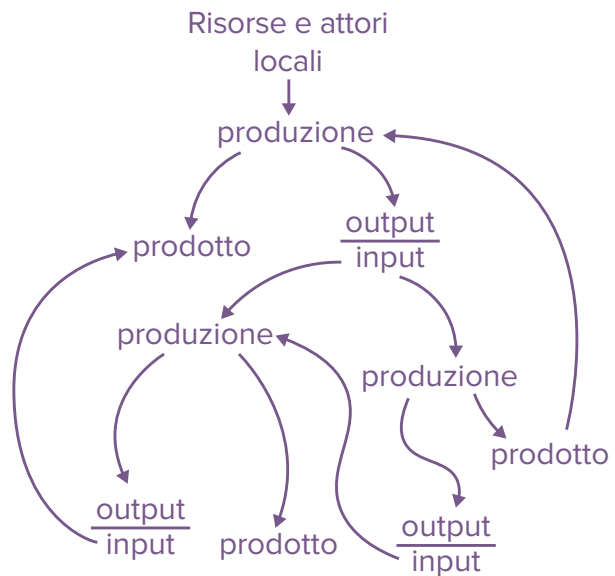 Risorse e attori
locali
produzione
prodotto
output
input
produzione
produzione
prodotto
output
input
prodotto
output
input